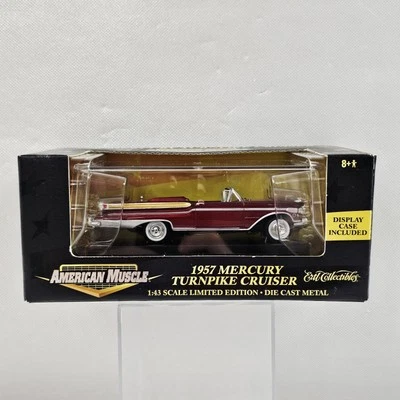 8+
DISPLAY
CASE
INCLUDED
AMERICAN MUSCLE
1957 MERCURY
TURNPIKE CRUISER
Ertl Collectibles
1:43 SCALE LIMITED EDITION • DIE CAST METAL